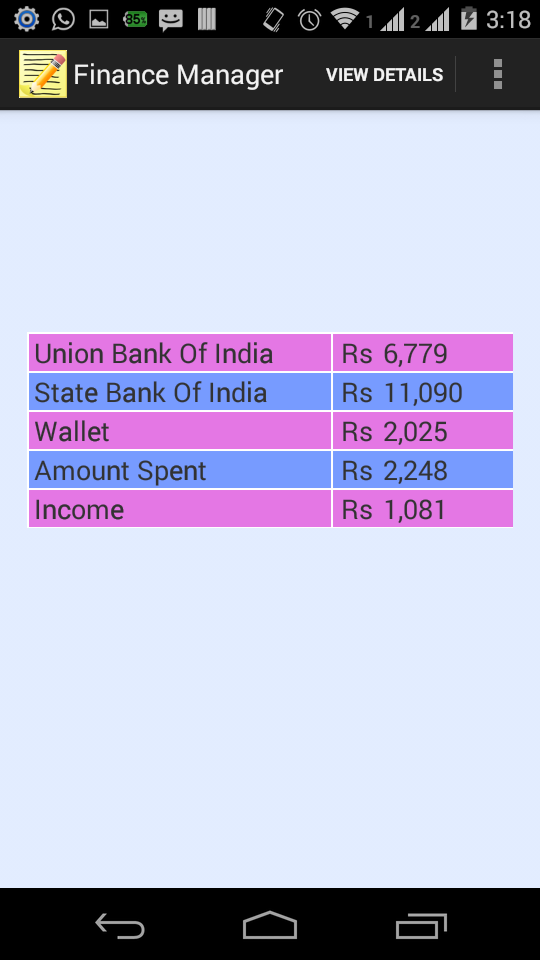 85%
1 2 3:18
Finance Manager VIEW DETAILS
Union Bank Of India Rs 6,779
State Bank Of India Rs 11,090
Wallet Rs 2,025
Amount Spent Rs 2,248
Income Rs 1,081